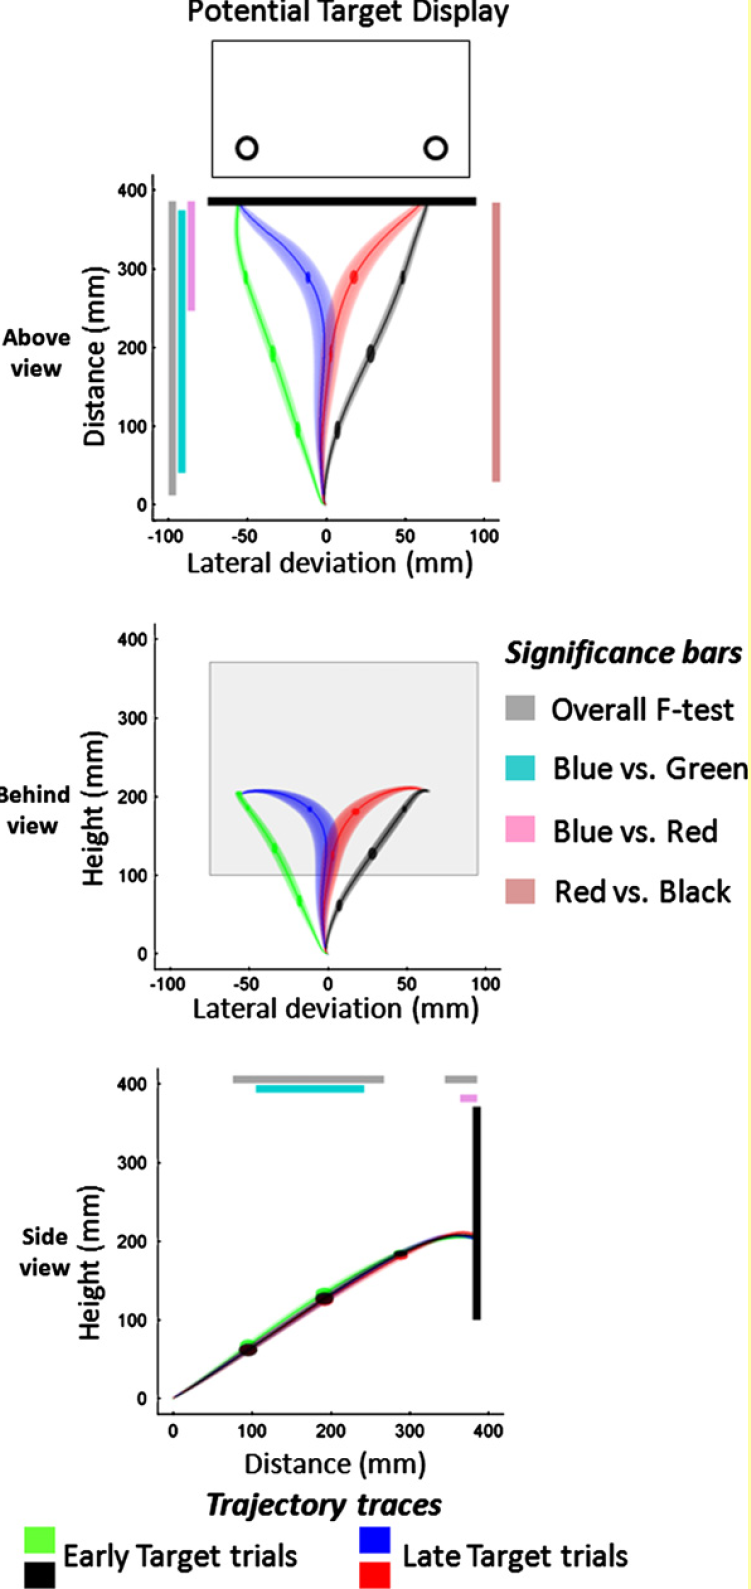 Potential Target Display
400
300
200
100
0
Distance (mm)
Above
view
-100 -50 0 50 100
Lateral deviation (mm)
400
300
200
100
0
Height (mm)
Behind
view
-100 -50 0 50 100
Lateral deviation (mm)
Significance bars
Overall F-test
Blue vs. Green
Blue vs. Red
Red vs. Black
400
300
200
100
0
Height (mm)
Side
view
0 100 200 300 400
Distance (mm)
Trajectory traces
Early Target trials
Late Target trials